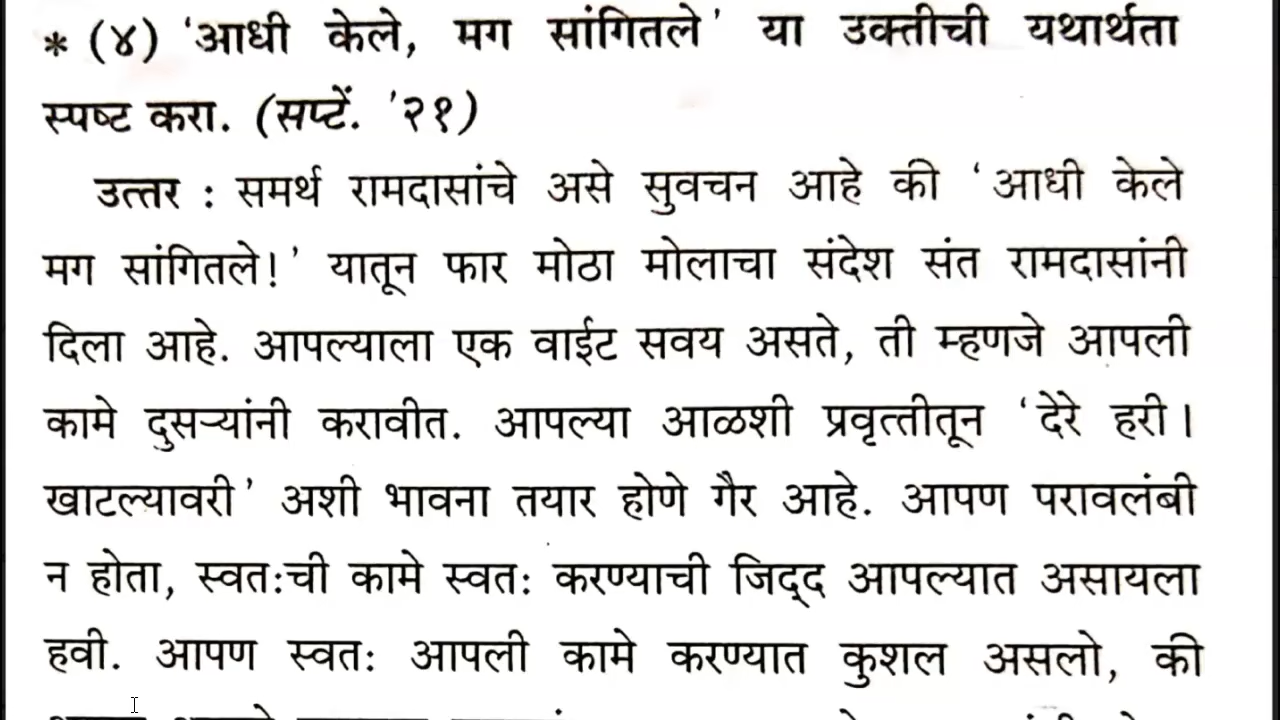 * (४) 'आधी केले, मग सांगितले' या उक्तीची यथार्थता
स्पष्ट करा. (सप्टें. '२१)
उत्तर : समर्थ रामदासांचे असे सुवचन आहे की 'आधी केले
मग सांगितले!' यातून फार मोठा मोलाचा संदेश संत रामदासांनी
दिला आहे. आपल्याला एक वाईट सवय असते, ती म्हणजे आपली
कामे दुसऱ्यांनी करावीत. आपल्या आळशी प्रवृत्तीतून 'देरे हरी।
खाटल्यावरी' अशी भावना तयार होणे गैर आहे. आपण परावलंबी
न होता, स्वतःची कामे स्वतः करण्याची जिद्द आपल्यात असायला
हवी. आपण स्वतः आपली कामे करण्यात कुशल असलो, की